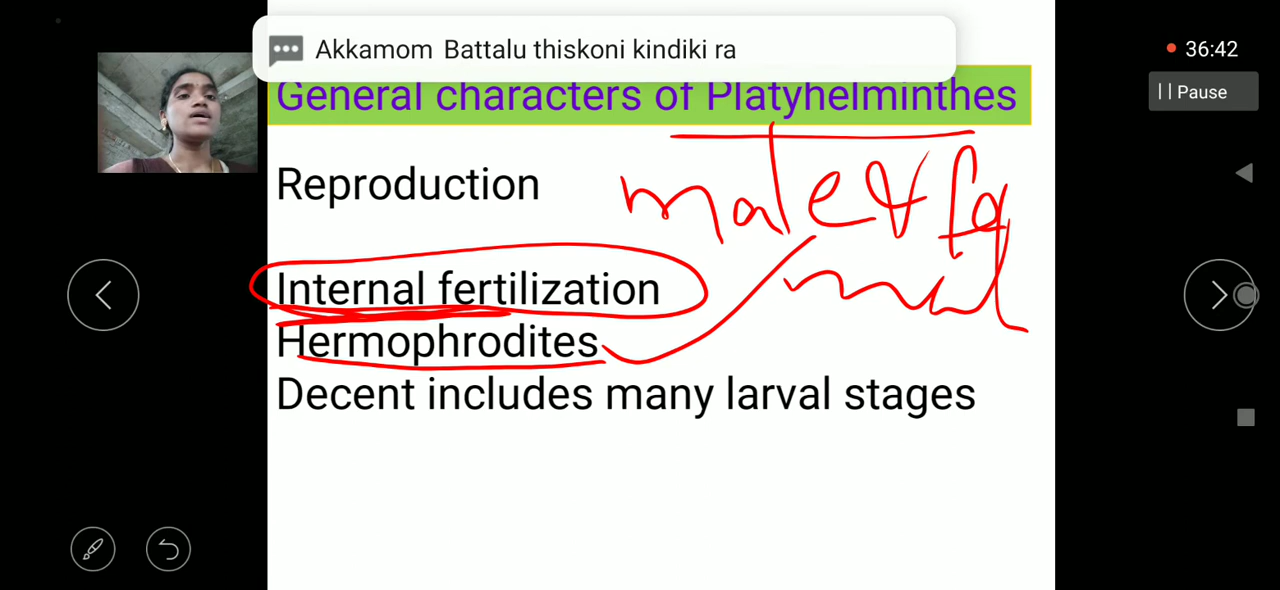 Akkamom Battalu thiskoni kindiki ra
36:42
Pause
General characters of Platyhelminthes
Reproduction
male & fe
mal
Internal fertilization
Hermophrodites
Decent includes many larval stages